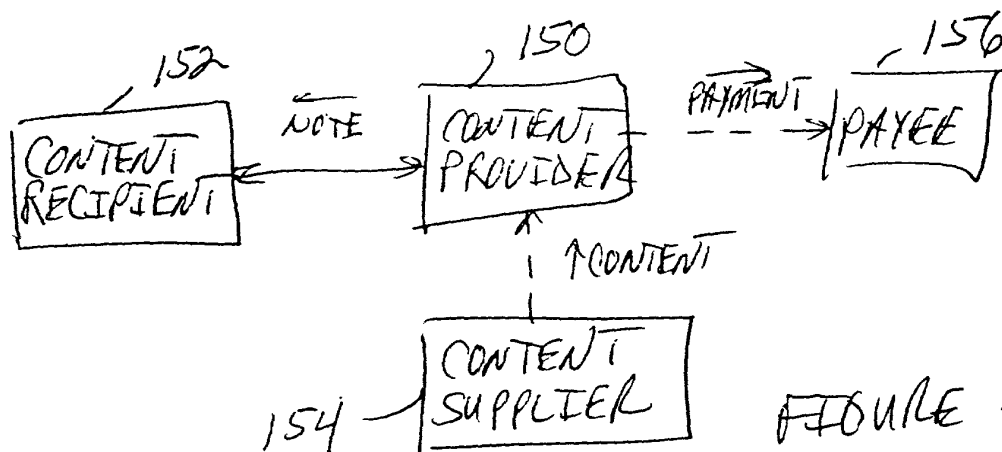 152
150
156
CONTENT
RECIPIENT
NOTE
CONTENT
PROVIDER
PAYMENT
PAYEE
↑CONTENT
CONTENT
SUPPLIER
154
FIGURE